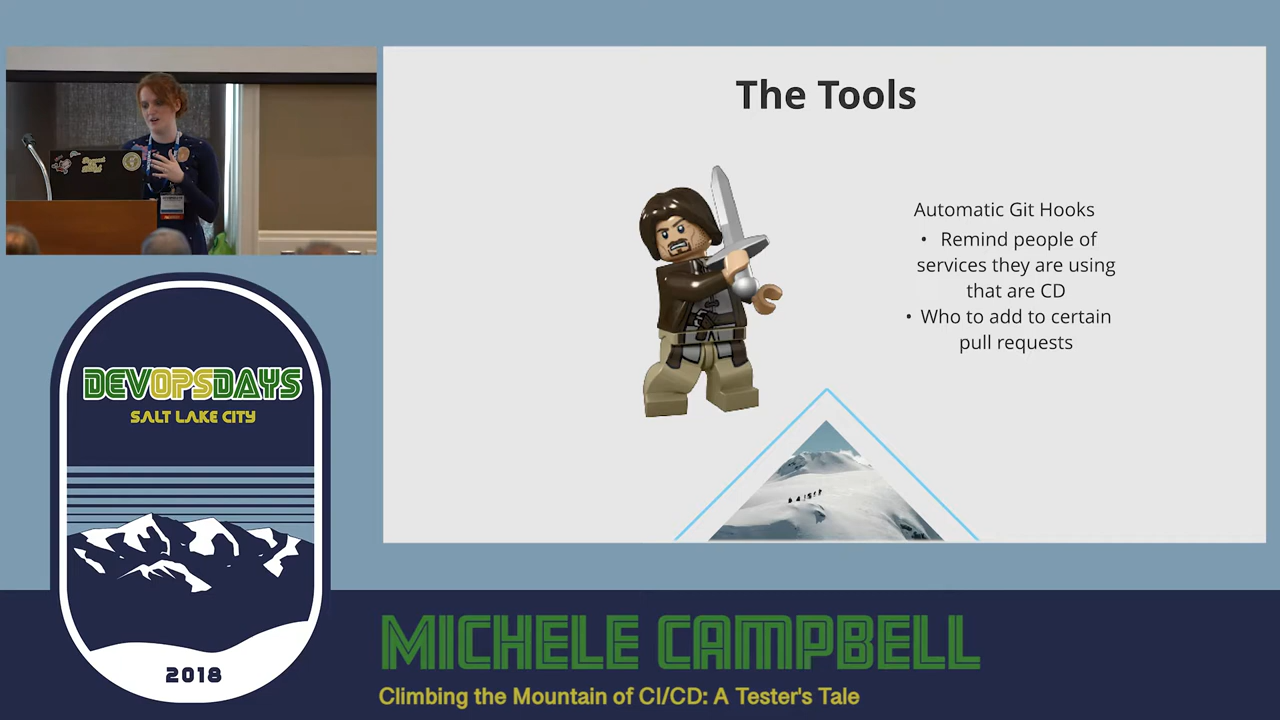 The Tools
Automatic Git Hooks
• Remind people of
services they are using
that are CD
• Who to add to certain
pull requests
DEVOPSDAYS
SALT LAKE CITY
2018
MICHELE CAMPBELL
Climbing the Mountain of CI/CD: A Tester's Tale